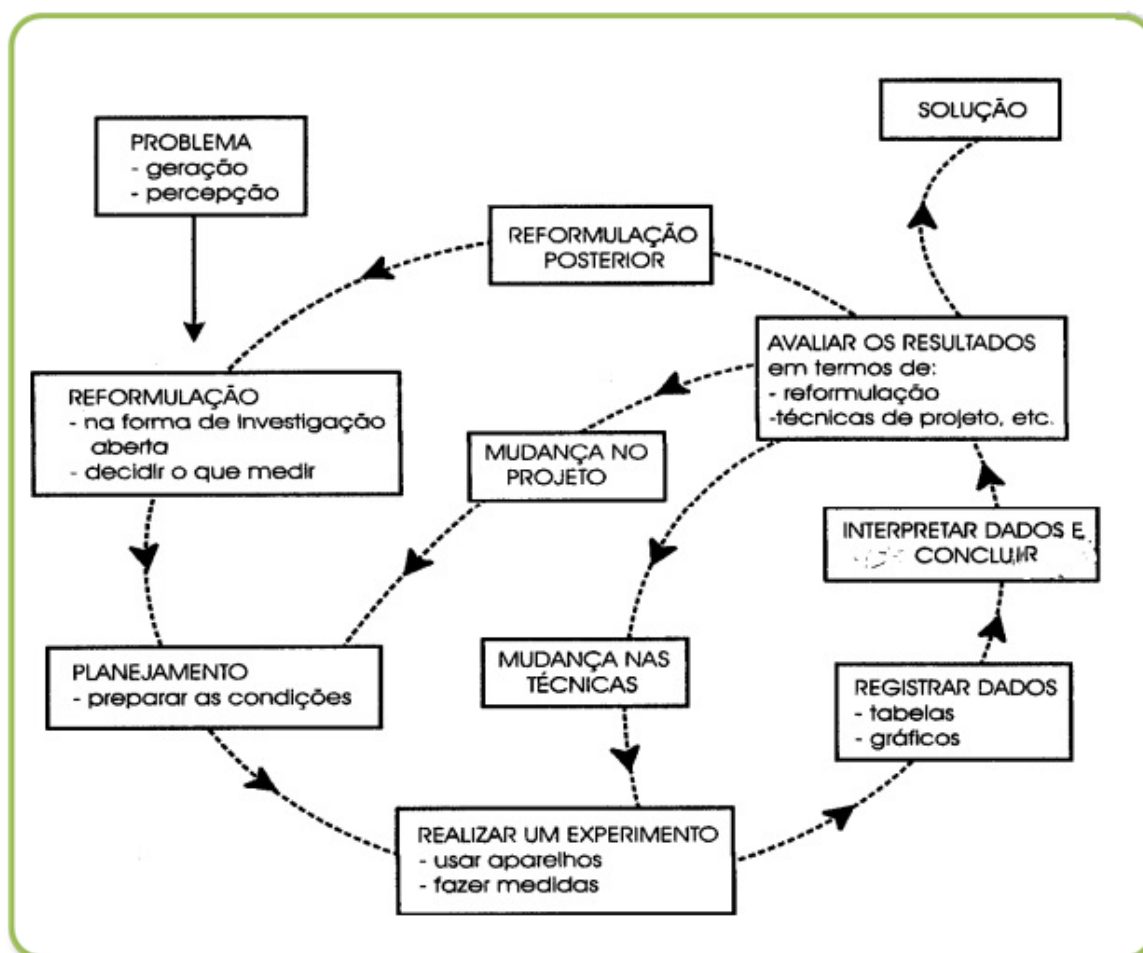 PROBLEMA
- geração
- percepção
SOLUÇÃO
REFORMULAÇÃO
POSTERIOR
REFORMULAÇÃO
- na forma de investigação
aberta
- decidir o que medir
AVALIAR OS RESULTADOS
em termos de:
- reformulação
-técnicas de projeto, etc.
MUDANÇA NO
PROJETO
INTERPRETAR DADOS E
CONCLUIR
PLANEJAMENTO
- preparar as condições
MUDANÇA NAS
TÉCNICAS
REGISTRAR DADOS
- tabelas
- gráficos
REALIZAR UM EXPERIMENTO
- usar aparelhos
- fazer medidas